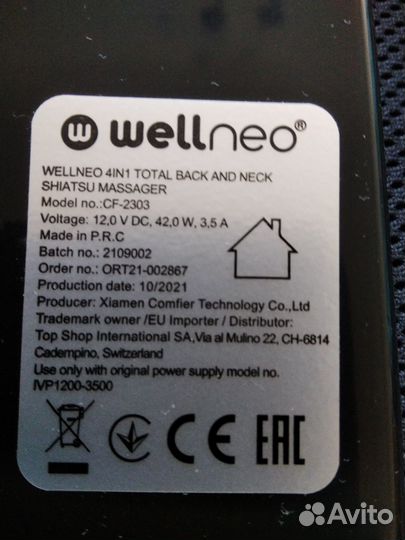 wellneo®
WELLNEO 4IN1 TOTAL BACK AND NECK
SHIATSU MASSAGER
Model no.:CF-2303
Voltage: 12,0 V DC, 42,0 W, 3,5 A
Made in P.R.C
Batch no.: 2109002
Order no.: ORT21-002867
Production date: 10/2021
Producer: Xiamen Comfier Technology Co.,Ltd
Trademark owner /EU Importer / Distributor:
Top Shop International SA,Via al Mulino 22, CH-6814
Cadempino, Switzerland
Use only with original power supply model no.
IVP1200-3500
CE EAC
Avito